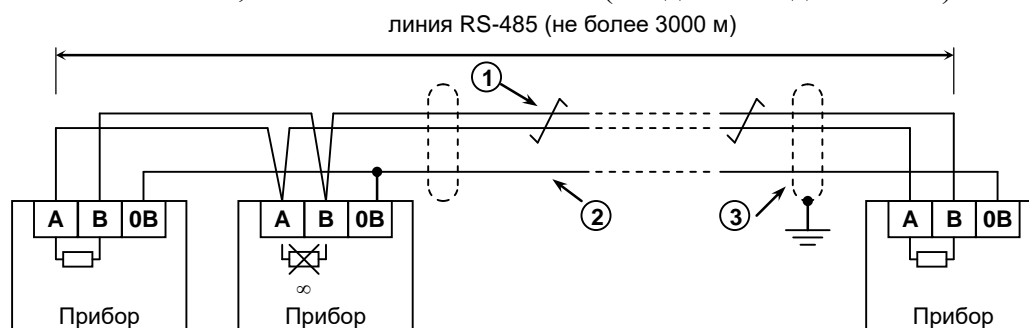 линия RS-485 (не более 3000 м)
1
2
3
A B 0B
A B 0B
A B 0B
∞
Прибор
Прибор
Прибор